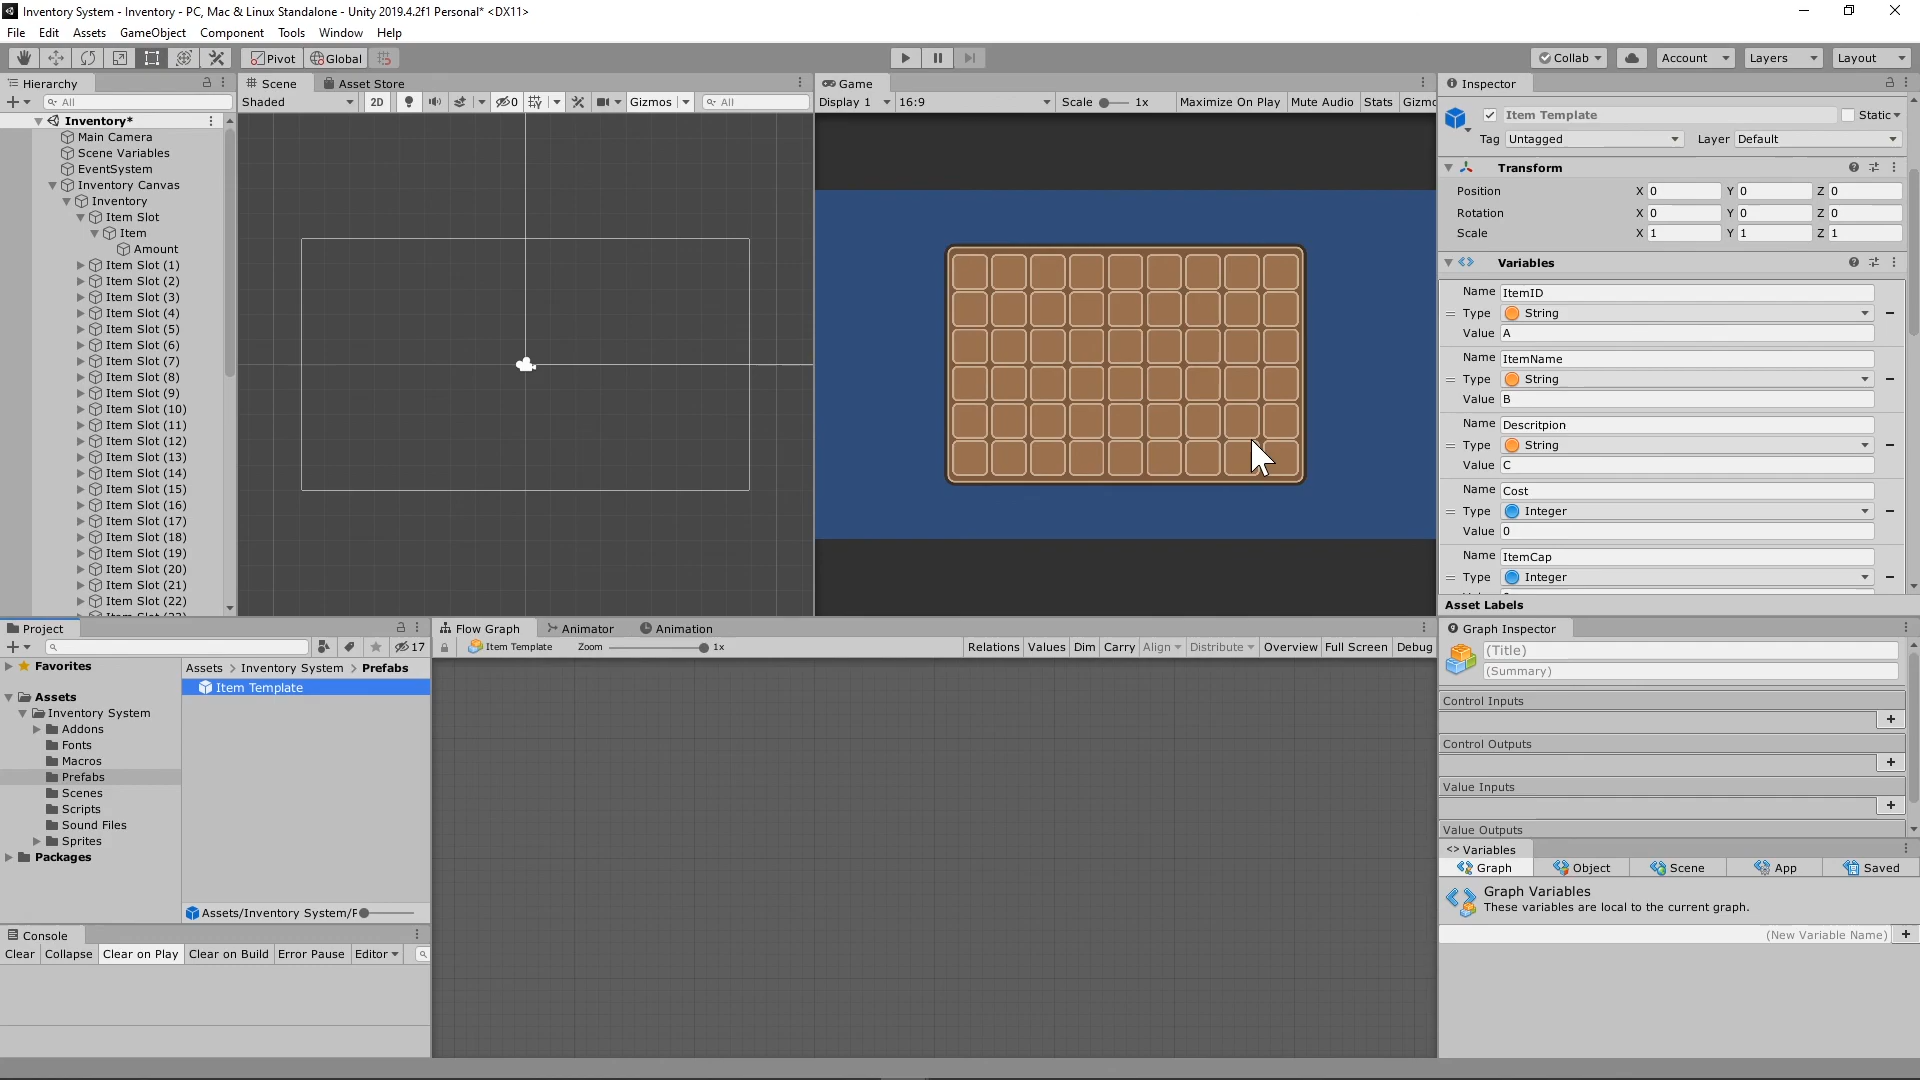 Inventory System - Inventory - PC, Mac & Linux Standalone - Unity 2019.4.2f1 Personal* <DX11>
File Edit Assets GameObject Component Tools Window Help
Pivot Global Collab Account Layers Layout
Hierarchy
All
Inventory*
Main Camera
Scene Variables
EventSystem
Inventory Canvas
Inventory
Item Slot
Item
Amount
Item Slot (1)
Item Slot (2)
Item Slot (3)
Item Slot (4)
Item Slot (5)
Item Slot (6)
Item Slot (7)
Item Slot (8)
Item Slot (9)
Item Slot (10)
Item Slot (11)
Item Slot (12)
Item Slot (13)
Item Slot (14)
Item Slot (15)
Item Slot (16)
Item Slot (17)
Item Slot (18)
Item Slot (19)
Item Slot (20)
Item Slot (21)
Item Slot (22)
Scene Asset Store
Shaded 2D 0 Gizmos All
Game
Display 1 16:9 Scale 1x Maximize On Play Mute Audio Stats Gizmo
Inspector
Item Template Static
Tag Untagged Layer Default
Transform
Position X 0 Y 0 Z 0
Rotation X 0 Y 0 Z 0
Scale X 1 Y 1 Z 1
Variables
Name ItemID
Type String
Value A
Name ItemName
Type String
Value B
Name Descritpion
Type String
Value C
Name Cost
Type Integer
Value 0
Name ItemCap
Type Integer
Asset Labels
Project
17
Favorites
Assets
Inventory System
Addons
Fonts
Macros
Prefabs
Scenes
Scripts
Sound Files
Sprites
Packages
Assets > Inventory System > Prefabs
Item Template
Assets/Inventory System/F
Console
Clear Collapse Clear on Play Clear on Build Error Pause Editor
Flow Graph Animator Animation
Item Template Zoom 1x Relations Values Dim Carry Align Distribute Overview Full Screen Debug
Graph Inspector
(Title)
(Summary)
Control Inputs
Control Outputs
Value Inputs
Value Outputs
Variables
Graph Object Scene App Saved
Graph Variables
These variables are local to the current graph.
(New Variable Name)